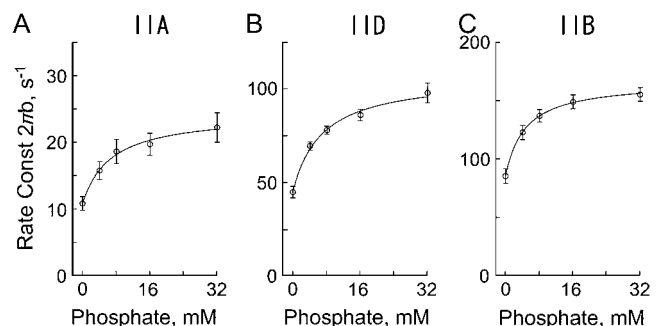 A IIA
B IID
C IIB
Rate Const 2πb, s-1
35
30
20
10
0
100
50
0
200
100
0
0 16 32
0 16 32
0 16 32
Phosphate, mM
Phosphate, mM
Phosphate, mM